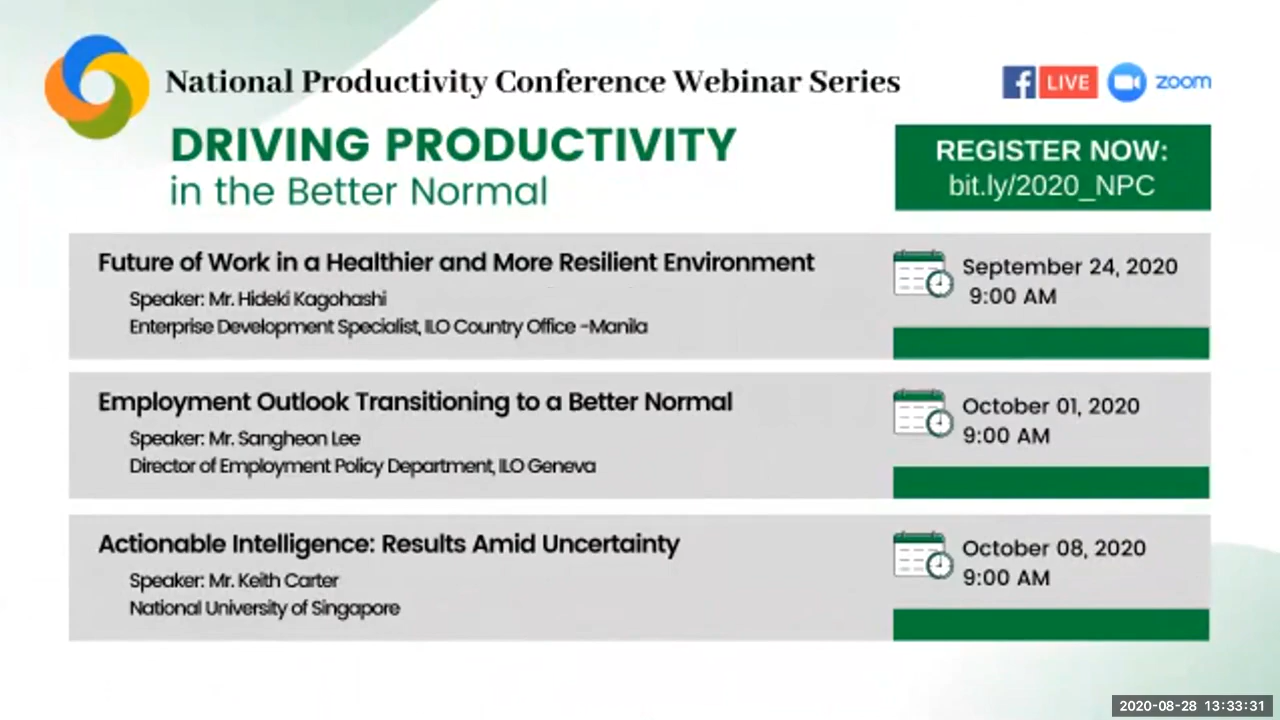 National Productivity Conference Webinar Series
f LIVE zoom
DRIVING PRODUCTIVITY
in the Better Normal
REGISTER NOW:
bit.ly/2020_NPC
Future of Work in a Healthier and More Resilient Environment
Speaker: Mr. Hideki Kagohashi
Enterprise Development Specialist, ILO Country Office -Manila
September 24, 2020
9:00 AM
Employment Outlook Transitioning to a Better Normal
Speaker: Mr. Sangheon Lee
Director of Employment Policy Department, ILO Geneva
October 01, 2020
9:00 AM
Actionable Intelligence: Results Amid Uncertainty
Speaker: Mr. Keith Carter
National University of Singapore
October 08, 2020
9:00 AM
2020-08-28 13:33:31